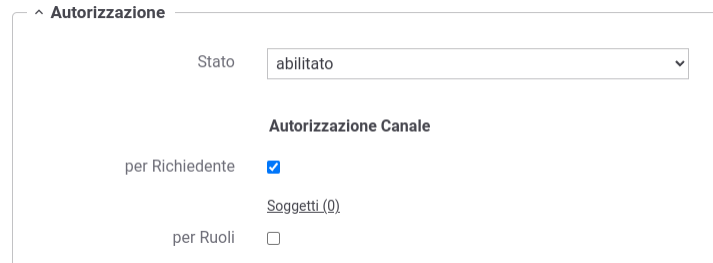 Autorizzazione
Stato
abilitato
Autorizzazione Canale
per Richiedente
Soggetti (0)
per Ruoli